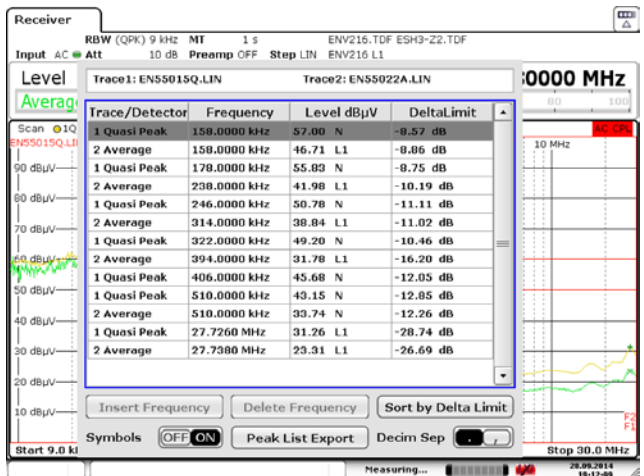 Receiver
RBW (QPK) 9 kHz MT 1 s ENV216.TDF ESH3-Z2.TDF
Input AC Att 10 dB Preamp OFF Step LIN ENV216 L1
Level
0000 MHz
Trace1: EN55015Q.LIN Trace2: EN55022A.LIN
Averag
80 100
Trace/Detector Frequency Level dBµV DeltaLimit
Scan 1Q
AC CPL
EN55015Q.LI
10 MHz
1 Quasi Peak 158.0000 kHz 57.00 N -8.57 dB
2 Average 158.0000 kHz 46.71 L1 -8.86 dB
1 Quasi Peak 178.0000 kHz 55.83 N -8.75 dB
2 Average 238.0000 kHz 41.98 L1 -10.19 dB
1 Quasi Peak 246.0000 kHz 50.78 N -11.11 dB
2 Average 314.0000 kHz 38.84 L1 -11.02 dB
1 Quasi Peak 322.0000 kHz 49.20 N -10.46 dB
2 Average 394.0000 kHz 31.78 L1 -16.20 dB
1 Quasi Peak 406.0000 kHz 45.68 N -12.05 dB
1 Quasi Peak 510.0000 kHz 43.15 N -12.85 dB
2 Average 510.0000 kHz 33.74 N -12.26 dB
1 Quasi Peak 27.7260 MHz 31.26 L1 -28.74 dB
2 Average 27.7380 MHz 23.31 L1 -26.69 dB
90 dBµV
80 dBµV
70 dBµV
60 dBµV
50 dBµV
40 dBµV
30 dBµV
20 dBµV
10 dBµV
F2
F1
Insert Frequency Delete Frequency Sort by Delta Limit
Symbols OFF ON Peak List Export Decim Sep . ,
Start 9.0 k
Stop 30.0 MHz
Measuring...
28.09.2014